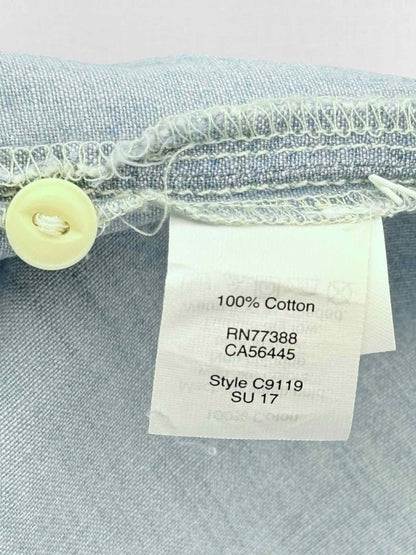 100% Cotton
RN77388
CA56445
Style C9119
SU 17